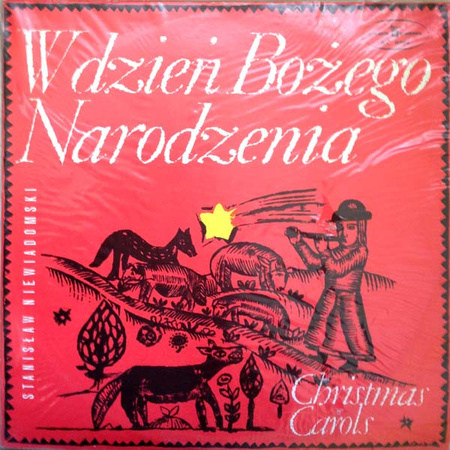 W dzień Bożego
Narodzenia
STANISŁAW NIEWIADOMSKI
Christmas
Carols